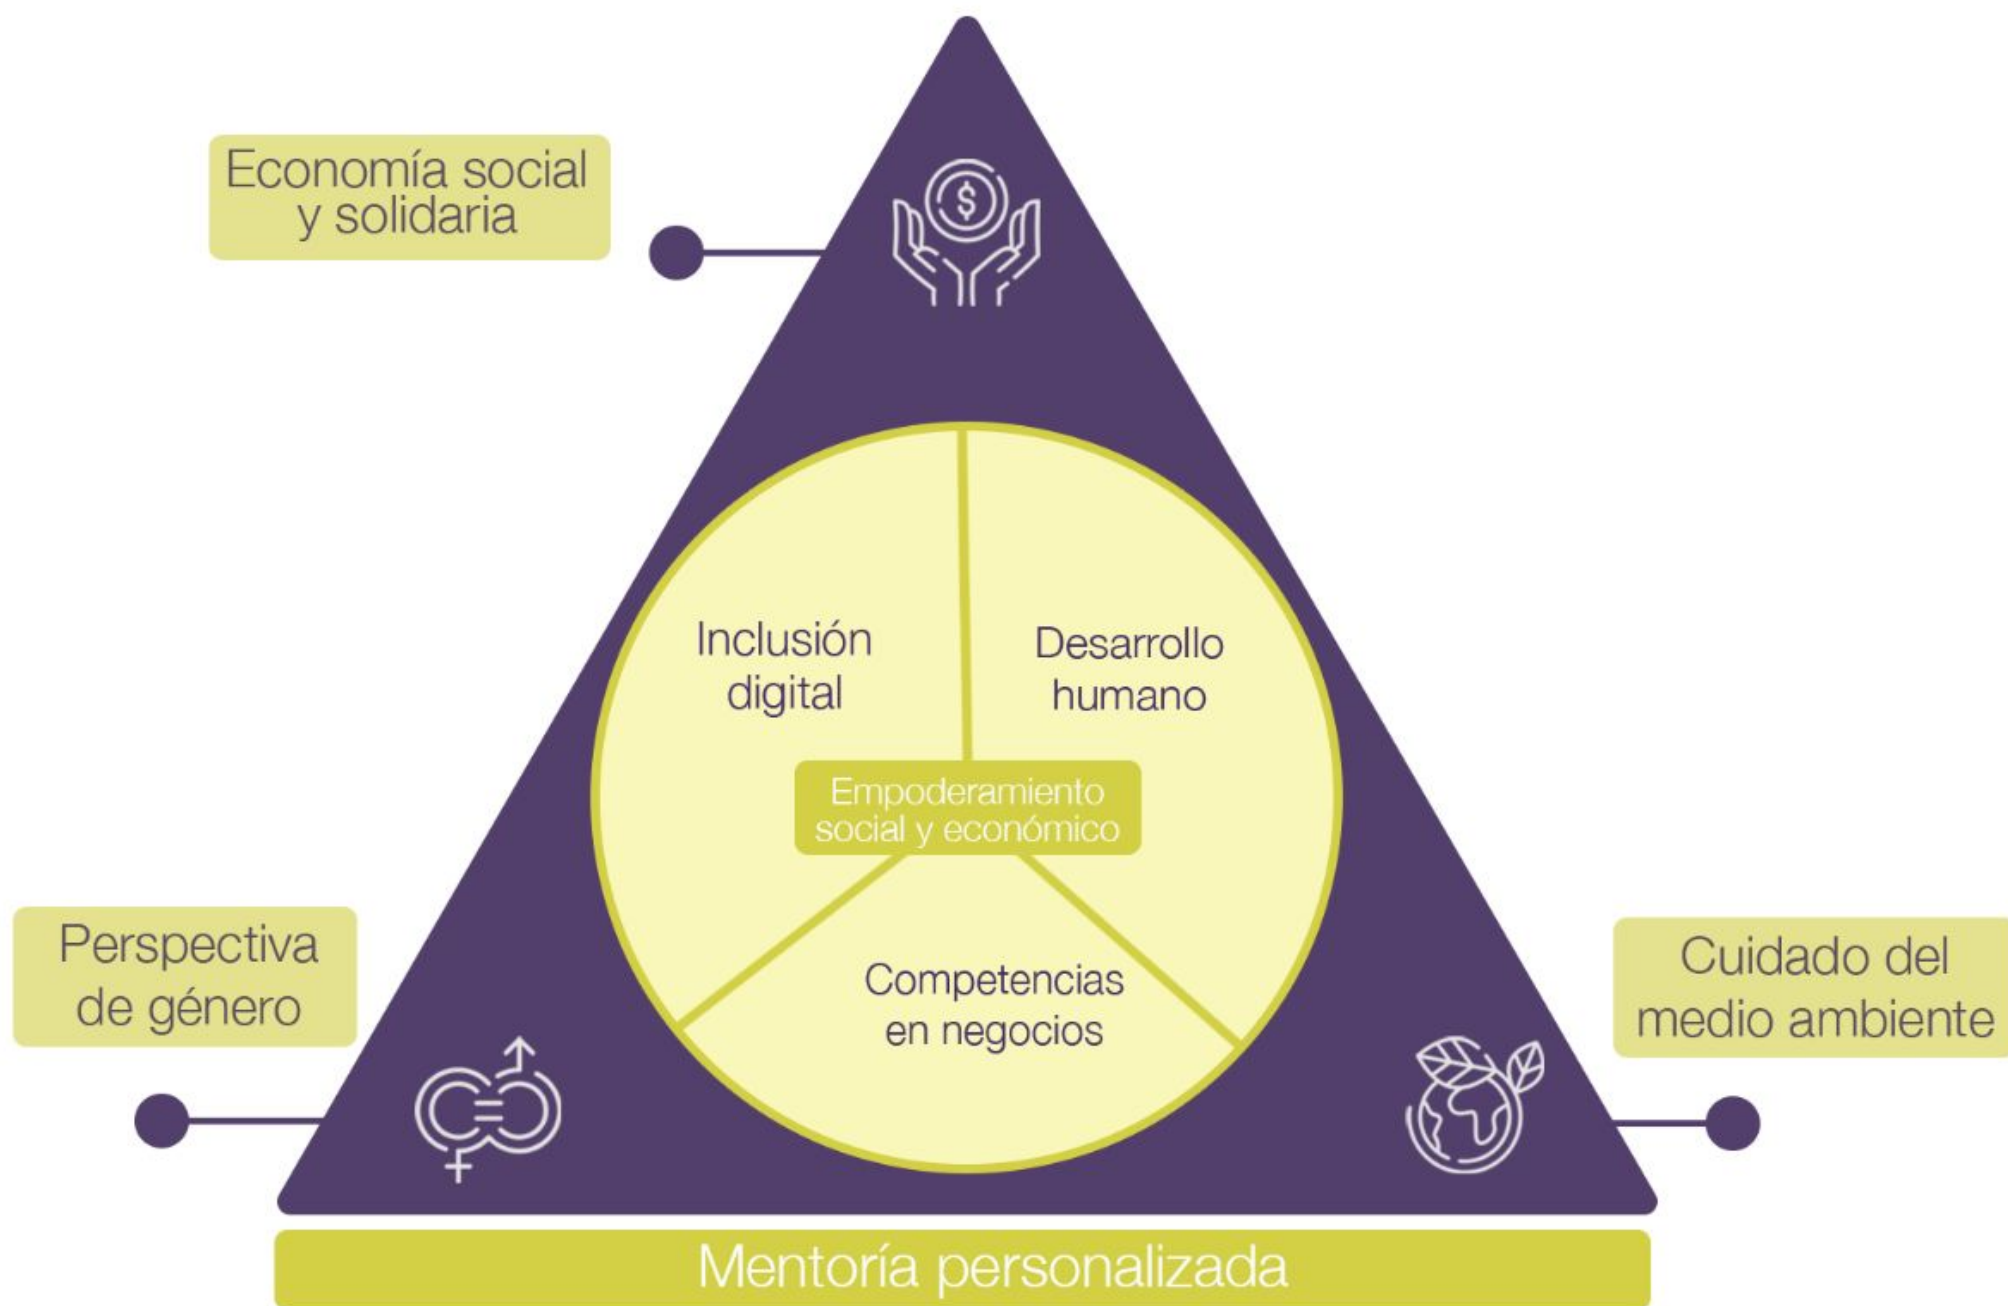 Economía social
y solidaria
$
Inclusión
digital
Desarrollo
humano
Empoderamiento
social y económico
Perspectiva
de género
Competencias
en negocios
Cuidado del
medio ambiente
Mentoría personalizada